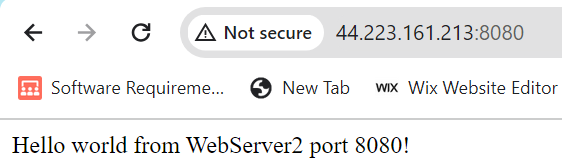 Not secure 44.223.161.213:8080
Software Requireme... New Tab WIX Wix Website Editor
Hello world from WebServer2 port 8080!